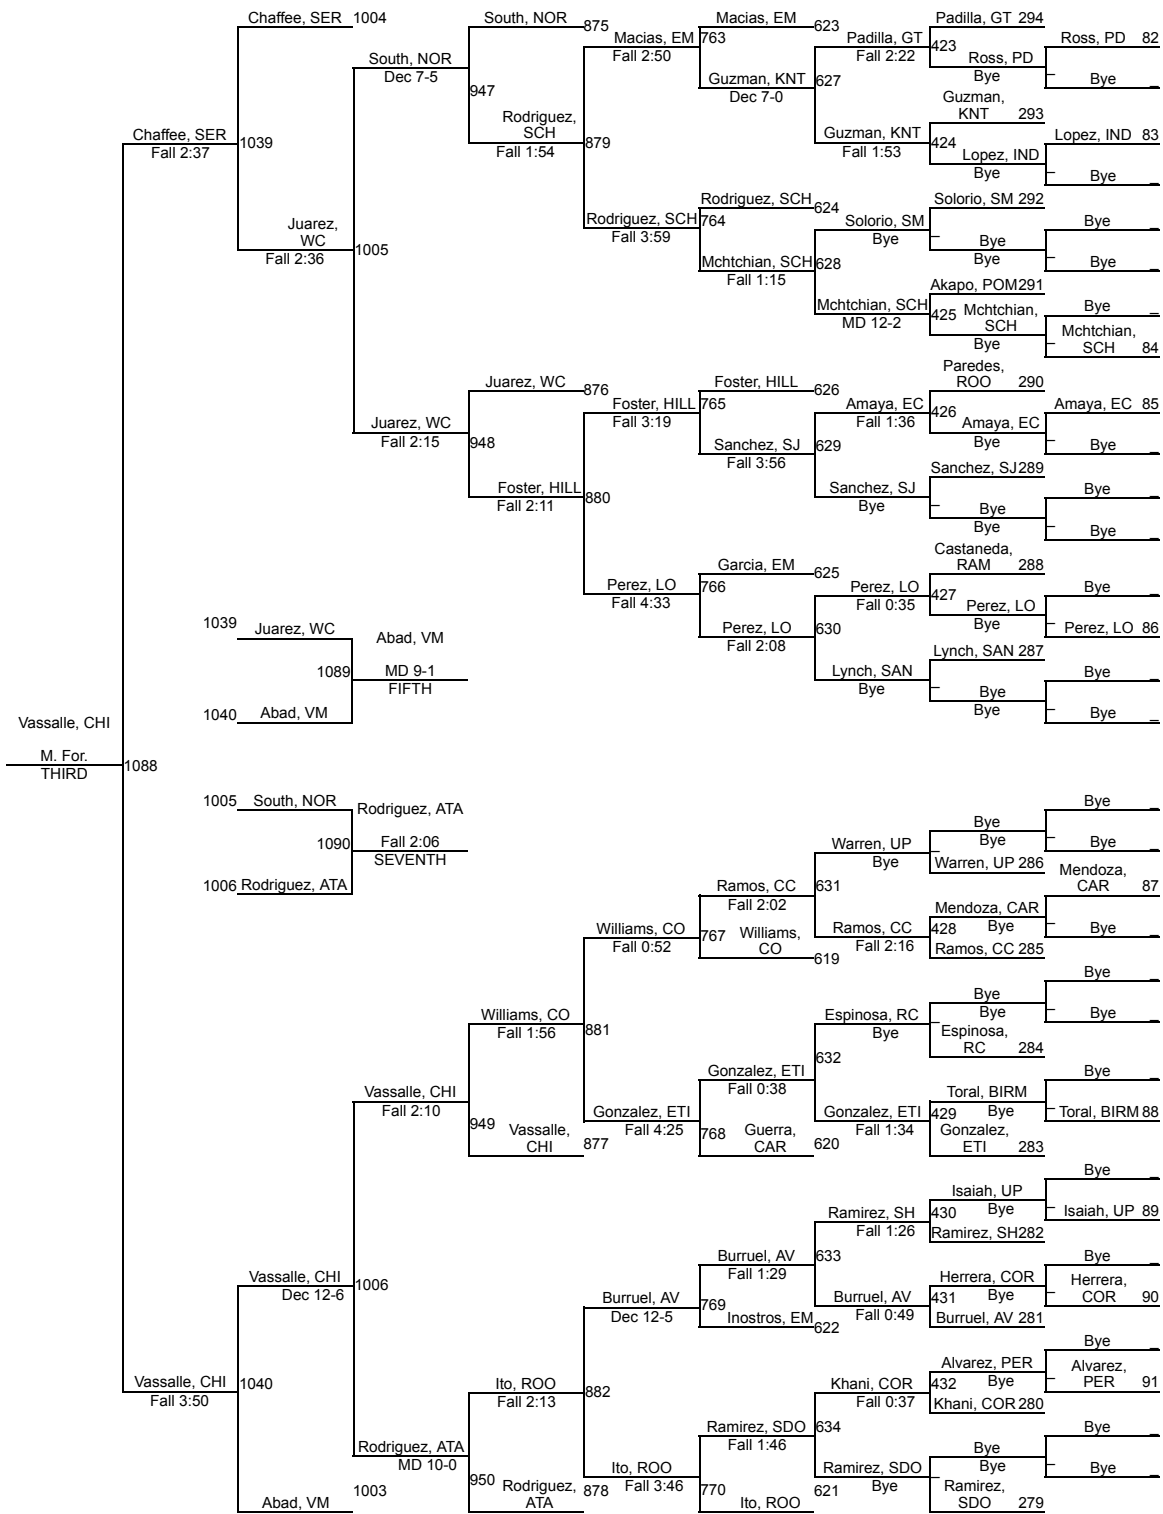 Chaffee, SER 1004
South, NOR 875
Macias, EM 623
Padilla, GT 294
South, NOR
Dec 7-5
Macias, EM 763
Fall 2:50
Padilla, GT 423
Fall 2:22
Ross, PD 82
Ross, PD
Bye
_
Bye _
947
Guzman, KNT 627
Dec 7-0
Guzman,
KNT 293
Chaffee, SER 1039
Fall 2:37
Rodriguez,
SCH 879
Fall 1:54
Guzman, KNT 424
Fall 1:53
Lopez, IND 83
Lopez, IND
Bye
_
Bye _
Rodriguez, SCH 624
Solorio, SM 292
Juarez,
WC 1005
Fall 2:36
Rodriguez, SCH 764
Fall 3:59
Solorio, SM _
Bye
Bye _
Bye
Bye
_
Bye _
Mchtchian, SCH 628
Fall 1:15
Akapo, POM 291
Mchtchian, SCH 425
MD 12-2
Bye _
Mchtchian,
SCH
Bye
_
Mchtchian,
SCH 84
Paredes,
ROO 290
Juarez, WC 876
Foster, HILL 626
Foster, HILL 765
Fall 3:19
Amaya, EC 426
Fall 1:36
Amaya, EC 85
Juarez, WC 948
Fall 2:15
Amaya, EC
Bye
_
Bye _
Sanchez, SJ 629
Fall 3:56
Sanchez, SJ 289
Foster, HILL 880
Fall 2:11
Sanchez, SJ _
Bye
Bye _
Bye
Bye
_
Bye _
Castaneda,
RAM 288
Garcia, EM 625
Perez, LO 766
Fall 4:33
Perez, LO 427
Fall 0:35
Bye _
Perez, LO
Bye
_
Perez, LO 86
1039 Juarez, WC
Abad, VM
Perez, LO 630
Fall 2:08
Lynch, SAN 287
1089 MD 9-1
FIFTH
Lynch, SAN _
Bye
Bye _
Bye
Bye
_
Bye _
1040 Abad, VM
Vassalle, CHI
M. For.
THIRD
1088
1005 South, NOR
Rodriguez, ATA
1090 Fall 2:06
SEVENTH
1006 Rodriguez, ATA
Bye _
Bye
Bye
_
Bye _
Warren, UP _
Bye
Warren, UP 286
Mendoza,
CAR 87
Ramos, CC 631
Fall 2:02
Mendoza, CAR
Bye
_
Bye _
Williams, CO 767
Fall 0:52
Williams,
CO 619
Ramos, CC 428
Fall 2:16
Ramos, CC 285
Bye _
Bye
Bye
_
Bye _
Williams, CO 881
Fall 1:56
Espinosa, RC _
Bye
Espinosa,
RC 284
632
Gonzalez, ETI
Fall 0:38
Bye _
Vassalle, CHI
Fall 2:10
Toral, BIRM
Bye
_
Toral, BIRM 88
949 Vassalle,
CHI 877
Gonzalez, ETI 768
Fall 4:25
Guerra,
CAR 620
Gonzalez, ETI 429
Fall 1:34
Gonzalez,
ETI 283
Bye _
Isaiah, UP
Bye
_
Isaiah, UP 89
Ramirez, SH 430
Fall 1:26
Ramirez, SH 282
Burruel, AV 633
Fall 1:29
Bye _
Vassalle, CHI 1006
Dec 12-6
Herrera, COR
Bye
_
Herrera,
COR 90
Burruel, AV 769
Dec 12-5
Inostros, EM 622
Burruel, AV 431
Fall 0:49
Burruel, AV 281
Bye _
Alvarez, PER
Bye
_
Alvarez,
PER 91
Vassalle, CHI 1040
Fall 3:50
Ito, ROO 882
Fall 2:13
Khani, COR 432
Fall 0:37
Khani, COR 280
Ramirez, SDO 634
Fall 1:46
Bye _
Rodriguez, ATA
MD 10-0
Bye
Bye
_
Bye _
Ito, ROO 770
Fall 3:46
Ramirez, SDO _
Bye
Abad, VM 1003
950 Rodriguez,
ATA 878
Ito, ROO 621
Ramirez,
SDO 279